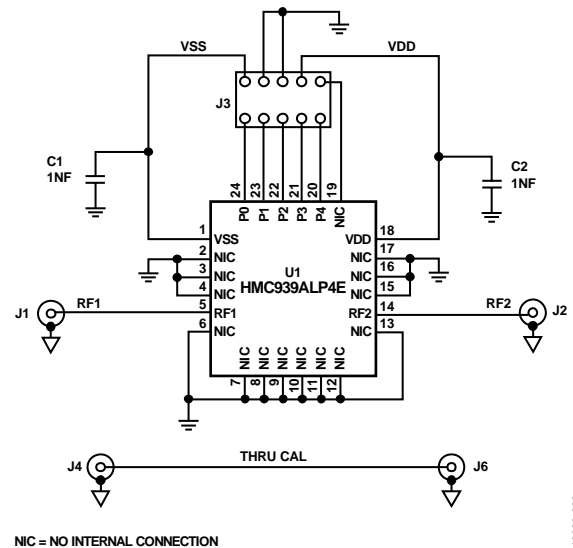 VSS
VDD
J3
C1
1NF
C2
1NF
24
23
22
21
20
19
P0
P1
P2
P3
P4
NIC
1
VSS
2
NIC
3
NIC
4
NIC
5
RF1
6
NIC
U1
HMC939ALP4E
18
VDD
17
NIC
16
NIC
15
NIC
14
RF2
13
NIC
J1
RF1
RF2
J2
NIC
NIC
NIC
NIC
NIC
NIC
7
8
9
10
11
12
J4
THRU CAL
J6
NIC = NO INTERNAL CONNECTION